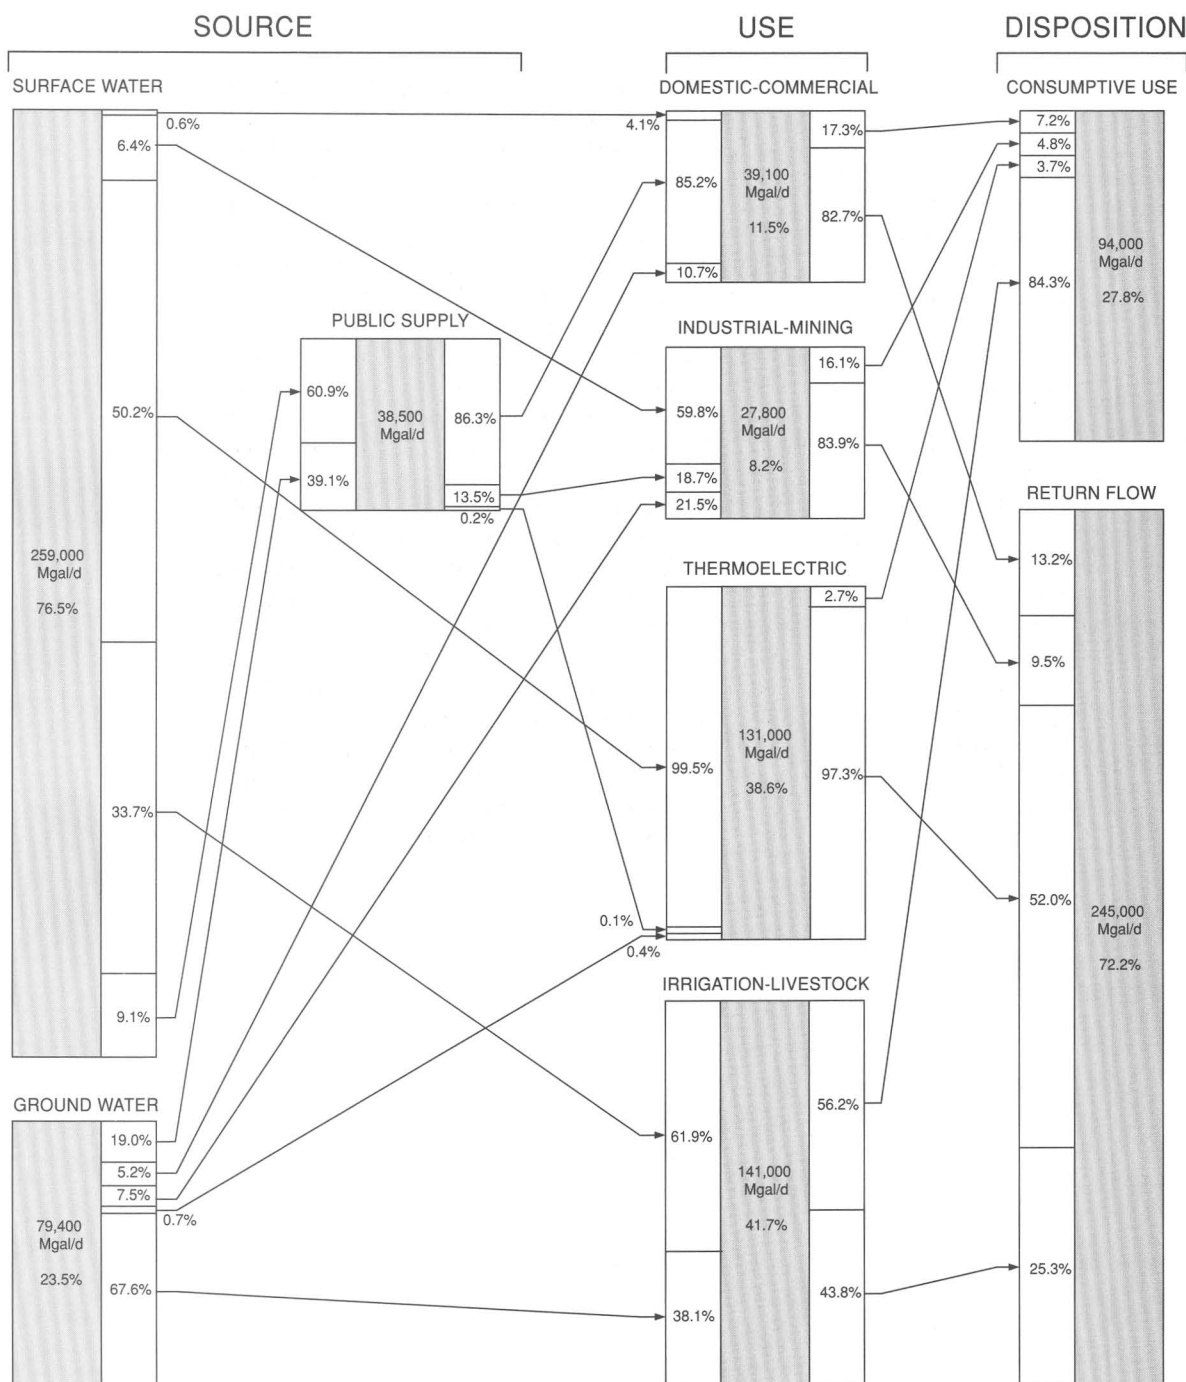 SOURCE
USE
DISPOSITION
SURFACE WATER
0.6%
6.4%
50.2%
259,000
Mgal/d
76.5%
33.7%
9.1%
GROUND WATER
19.0%
5.2%
7.5%
0.7%
79,400
Mgal/d
23.5%
67.6%
PUBLIC SUPPLY
60.9%
39.1%
38,500
Mgal/d
86.3%
13.5%
0.2%
DOMESTIC-COMMERCIAL
4.1%
85.2%
10.7%
39,100
Mgal/d
11.5%
17.3%
82.7%
INDUSTRIAL-MINING
59.8%
18.7%
21.5%
27,800
Mgal/d
8.2%
16.1%
83.9%
THERMOELECTRIC
99.5%
0.1%
0.4%
131,000
Mgal/d
38.6%
2.7%
97.3%
IRRIGATION-LIVESTOCK
61.9%
38.1%
141,000
Mgal/d
41.7%
56.2%
43.8%
CONSUMPTIVE USE
7.2%
4.8%
3.7%
84.3%
94,000
Mgal/d
27.8%
RETURN FLOW
13.2%
9.5%
52.0%
25.3%
245,000
Mgal/d
72.2%